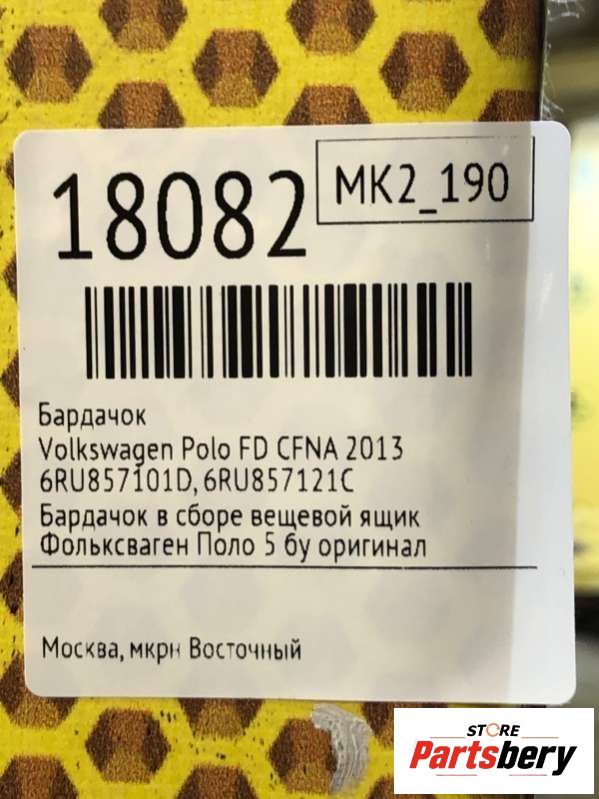 18082
МК2_190
Бардачок
Volkswagen Polo FD CFNA 2013
6RU857101D, 6RU857121C
Бардачок в сборе вещевой ящик
Фольксваген Поло 5 бу оригинал
Москва, мкрн Восточный
STORE
Partsbery